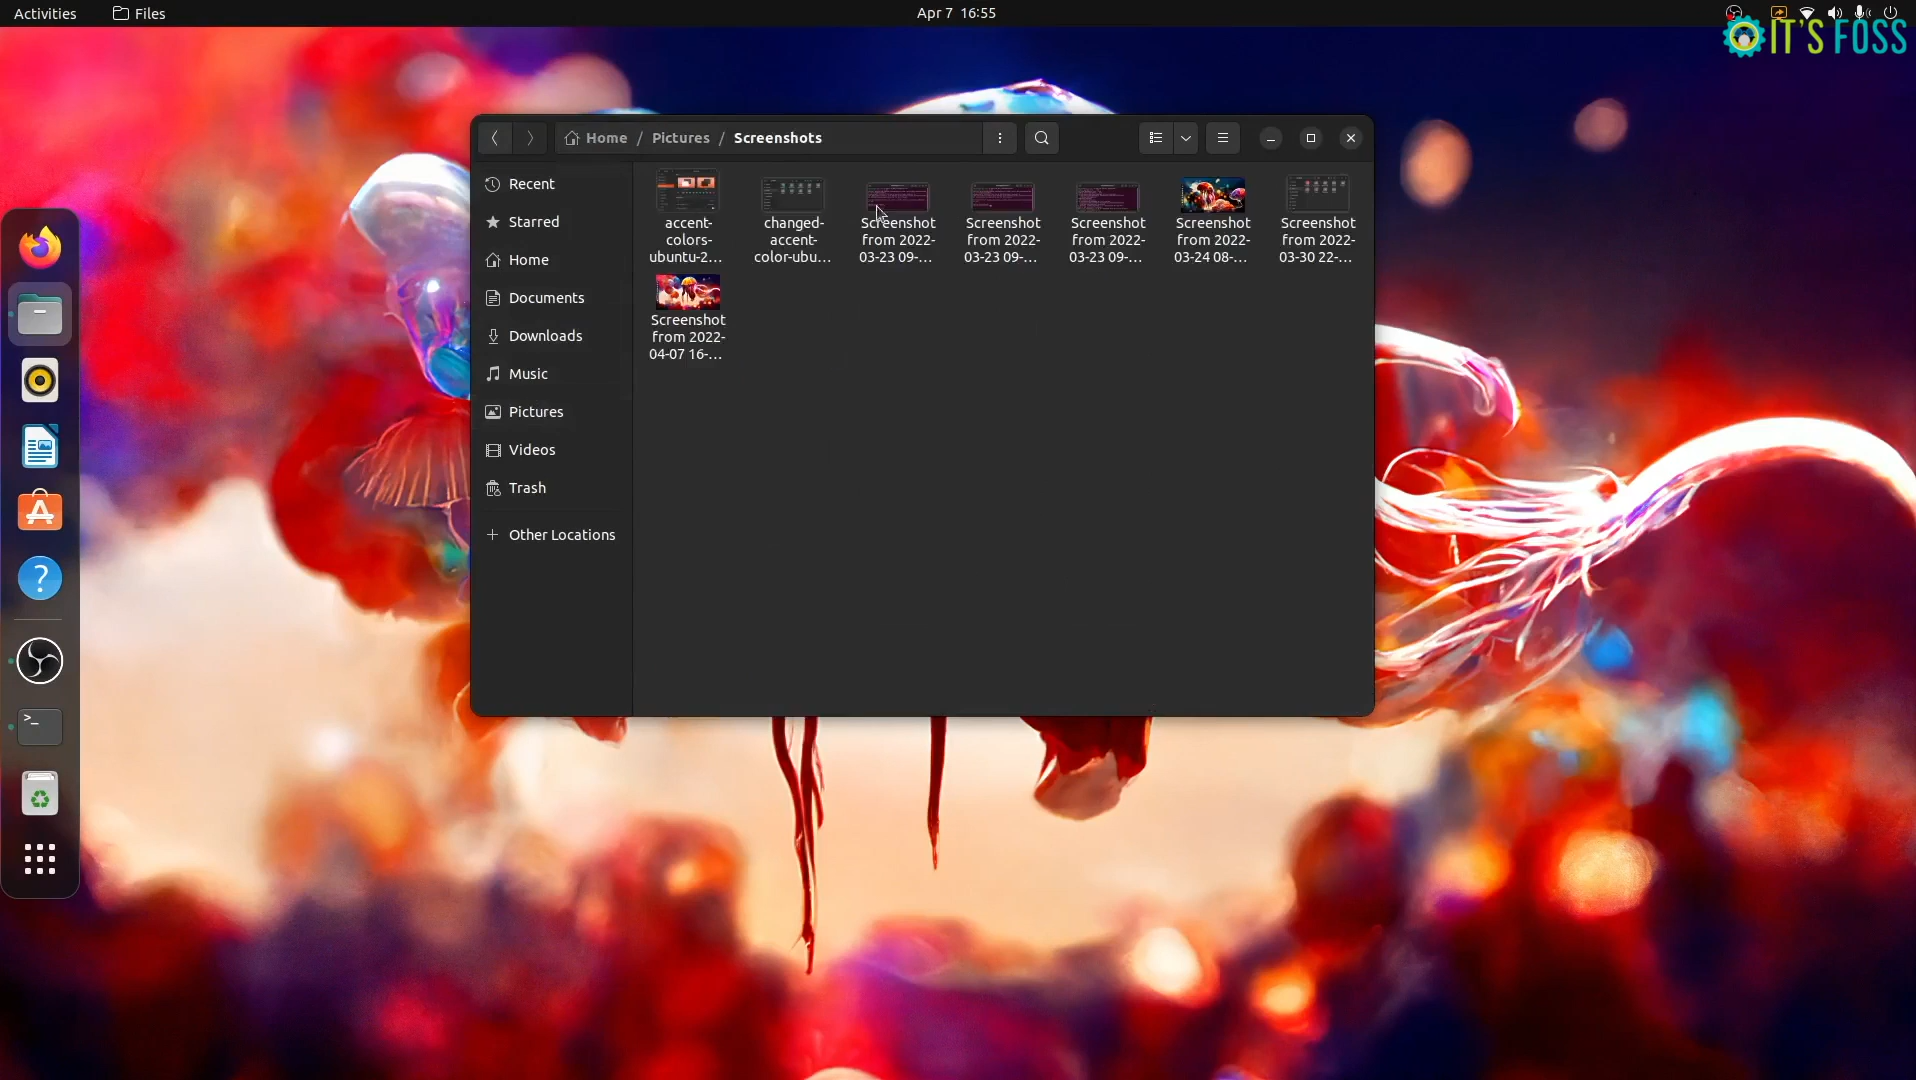 Activities
Files
Apr 7 16:55
IT'S FOSS
Home / Pictures / Screenshots
Recent
Starred
Home
Documents
Downloads
Music
Pictures
Videos
Trash
Other Locations
accent-
colors-
ubuntu-2...
changed-
accent-
color-ubu...
Screenshot
from 2022-
03-23 09-...
Screenshot
from 2022-
03-23 09-...
Screenshot
from 2022-
03-23 09-...
Screenshot
from 2022-
03-24 08-...
Screenshot
from 2022-
03-30 22-...
Screenshot
from 2022-
04-07 16-...